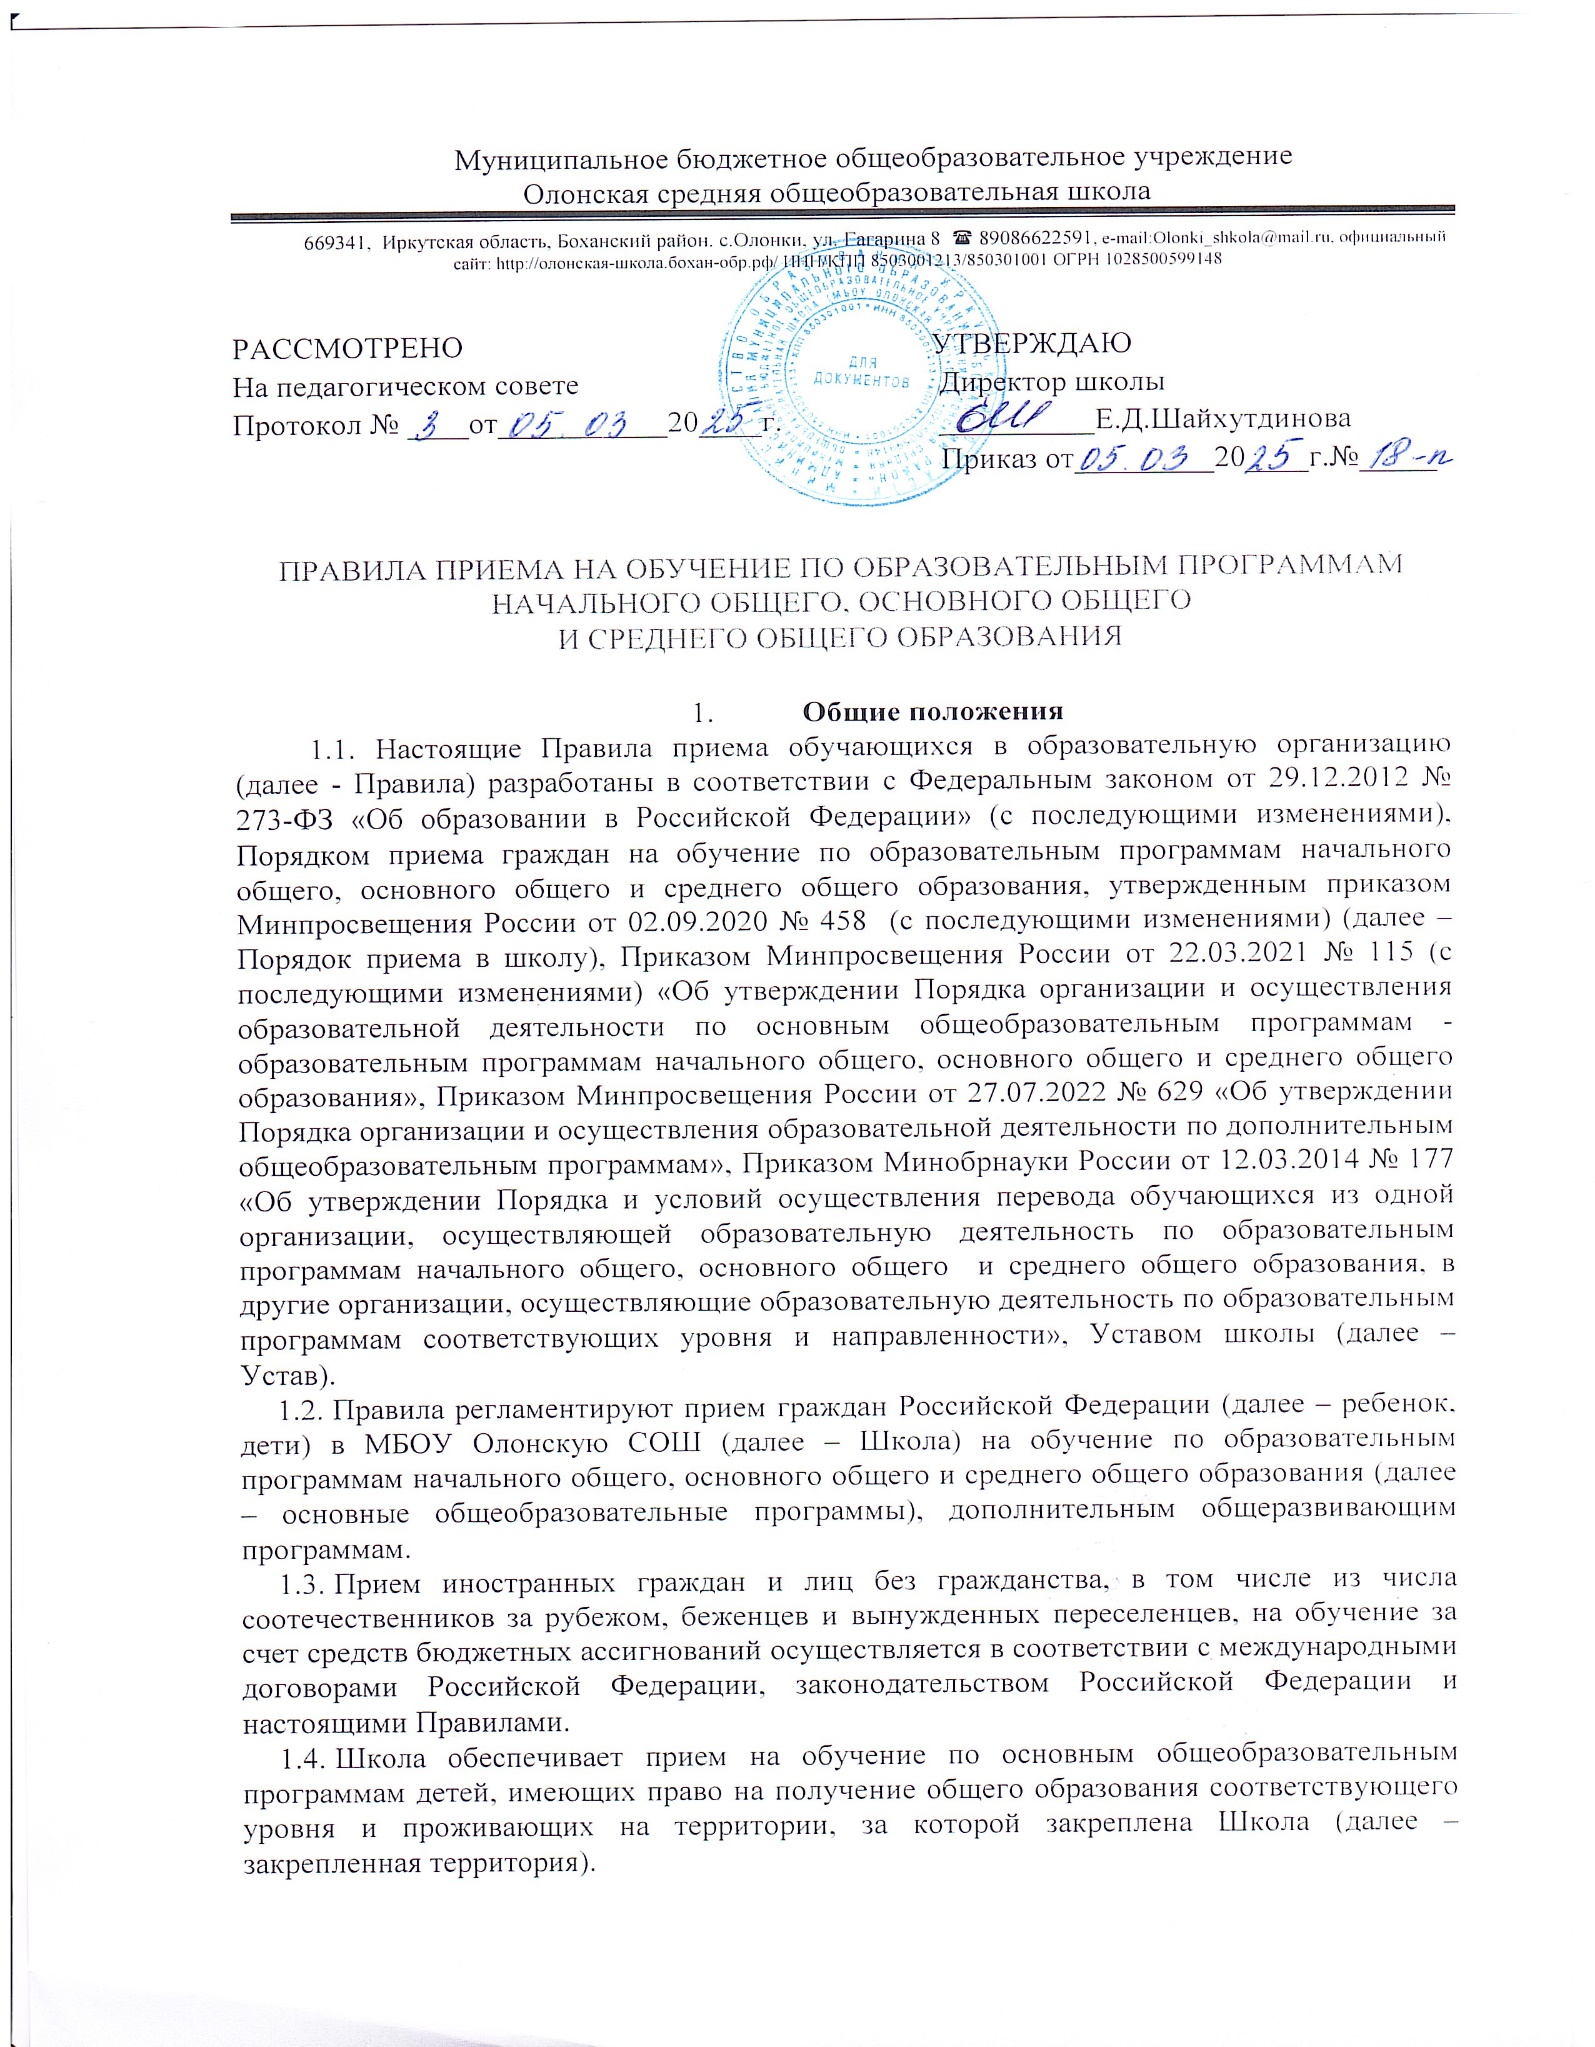 Муниципальное бюджетное общеобразовательное учреждение
Олонская средняя общеобразовательная школа
669341, Иркутская область, Боханский район, с.Олонки, ул. Гагарина 8 ☎ 89086622591, e-mail:Olonki_shkola@mail.ru, официальный
сайт: http://олонская-школа.бохан-обр.рф/ ИНН/КПП 8503001213/850301001 ОГРН 1028500599148
РАССМОТРЕНО
На педагогическом совете
Протокол № 3 от 05.03 2025 г.
УТВЕРЖДАЮ
Директор школы
Е.Д.Шайхутдинова
Приказ от 05.03 2025 г.№ 18-п
ДЛЯ
ДОКУМЕНТОВ
ПРАВИЛА ПРИЕМА НА ОБУЧЕНИЕ ПО ОБРАЗОВАТЕЛЬНЫМ ПРОГРАММАМ
НАЧАЛЬНОГО ОБЩЕГО, ОСНОВНОГО ОБЩЕГО
И СРЕДНЕГО ОБЩЕГО ОБРАЗОВАНИЯ
1. Общие положения
1.1. Настоящие Правила приема обучающихся в образовательную организацию
(далее - Правила) разработаны в соответствии с Федеральным законом от 29.12.2012 №
273-ФЗ «Об образовании в Российской Федерации» (с последующими изменениями),
Порядком приема граждан на обучение по образовательным программам начального
общего, основного общего и среднего общего образования, утвержденным приказом
Минпросвещения России от 02.09.2020 № 458 (с последующими изменениями) (далее –
Порядок приема в школу), Приказом Минпросвещения России от 22.03.2021 № 115 (с
последующими изменениями) «Об утверждении Порядка организации и осуществления
образовательной деятельности по основным общеобразовательным программам -
образовательным программам начального общего, основного общего и среднего общего
образования», Приказом Минпросвещения России от 27.07.2022 № 629 «Об утверждении
Порядка организации и осуществления образовательной деятельности по дополнительным
общеобразовательным программам», Приказом Минобрнауки России от 12.03.2014 № 177
«Об утверждении Порядка и условий осуществления перевода обучающихся из одной
организации, осуществляющей образовательную деятельность по образовательным
программам начального общего, основного общего и среднего общего образования, в
другие организации, осуществляющие образовательную деятельность по образовательным
программам соответствующих уровня и направленности», Уставом школы (далее –
Устав).
1.2. Правила регламентируют прием граждан Российской Федерации (далее – ребенок,
дети) в МБОУ Олонскую СОШ (далее – Школа) на обучение по образовательным
программам начального общего, основного общего и среднего общего образования (далее
– основные общеобразовательные программы), дополнительным общеразвивающим
программам.
1.3. Прием иностранных граждан и лиц без гражданства, в том числе из числа
соотечественников за рубежом, беженцев и вынужденных переселенцев, на обучение за
счет средств бюджетных ассигнований осуществляется в соответствии с международными
договорами Российской Федерации, законодательством Российской Федерации и
настоящими Правилами.
1.4. Школа обеспечивает прием на обучение по основным общеобразовательным
программам детей, имеющих право на получение общего образования соответствующего
уровня и проживающих на территории, за которой закреплена Школа (далее –
закрепленная территория).